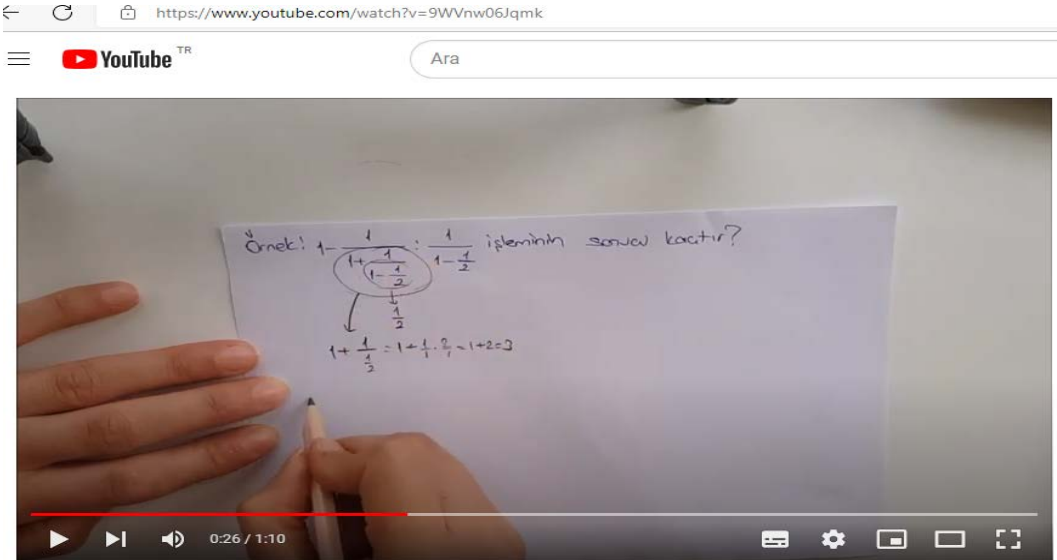 https://www.youtube.com/watch?v=9WVnw06Jqmk
YouTube TR
Ara
Örnek: 1 - 1/(1 + 1/(1 - 1/2)) : 1/(1 - 1/2) işleminin sonucu kaçtır?
1/2
1 + 1/(1/2) = 1 + 1/1 . 2/1 = 1+2=3
0:26 / 1:10